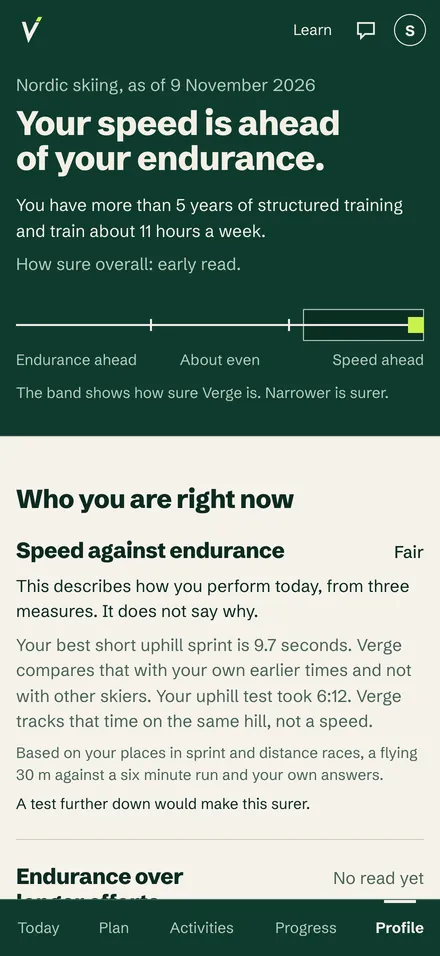 Learn
S
Nordic skiing, as of 9 November 2026
Your speed is ahead
of your endurance.
You have more than 5 years of structured training
and train about 11 hours a week.
How sure overall: early read.
Endurance ahead
About even
Speed ahead
The band shows how sure Verge is. Narrower is surer.
Who you are right now
Speed against endurance
Fair
This describes how you perform today, from three
measures. It does not say why.
Your best short uphill sprint is 9.7 seconds. Verge
compares that with your own earlier times and not
with other skiers. Your uphill test took 6:12. Verge
tracks that time on the same hill, not a speed.
Based on your places in sprint and distance races, a flying
30 m against a six minute run and your own answers.
A test further down would make this surer.
Endurance over
No read yet
longer efforts
Today
Plan
Activities
Progress
Profile